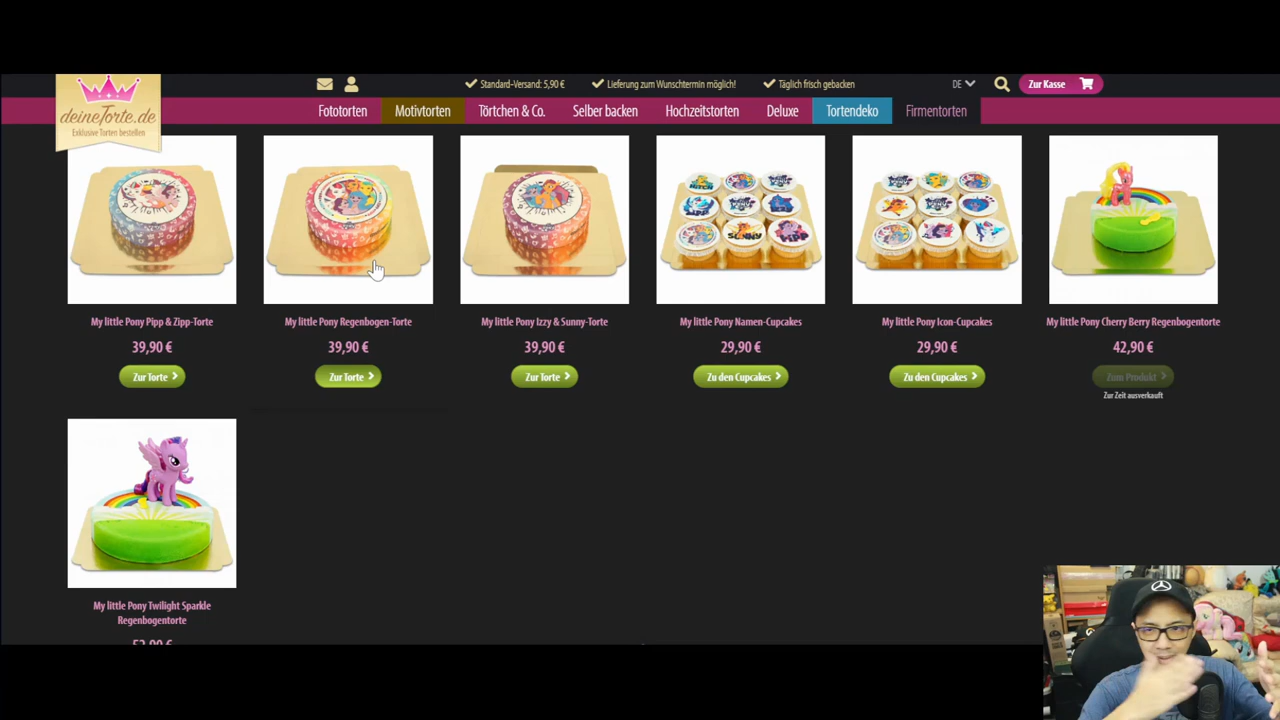 deineTorte.de
Exklusive Torten bestellen
Standard-Versand: 5,90 €
Lieferung zum Wunschtermin möglich!
Täglich frisch gebacken
DE
Zur Kasse
Fototorten
Motivtorten
Törtchen & Co.
Selber backen
Hochzeitstorten
Deluxe
Tortendeko
Firmentorten
My little Pony Pipp & Zipp-Torte
39,90 €
Zur Torte
My little Pony Regenbogen-Torte
39,90 €
Zur Torte
My little Pony Izzy & Sunny-Torte
39,90 €
Zur Torte
My little Pony Namen-Cupcakes
29,90 €
Zu den Cupcakes
My little Pony Icon-Cupcakes
29,90 €
Zu den Cupcakes
My little Pony Cherry Berry Regenbogentorte
42,90 €
Zum Produkt
Zur Zeit ausverkauft
My little Pony Twilight Sparkle
Regenbogentorte